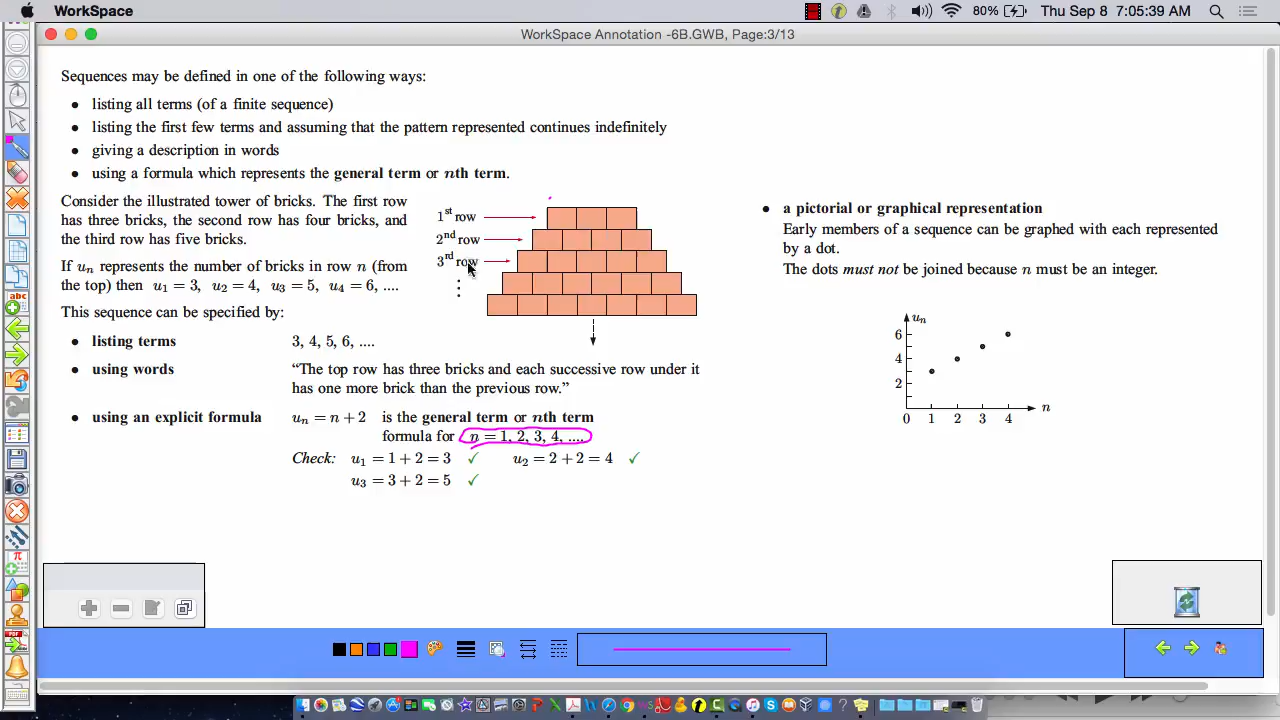 WorkSpace
80%
Thu Sep 8 7:05:39 AM
WorkSpace Annotation -6B.GWB, Page:3/13
Sequences may be defined in one of the following ways:
● listing all terms (of a finite sequence)
● listing the first few terms and assuming that the pattern represented continues indefinitely
● giving a description in words
● using a formula which represents the general term or nth term.
Consider the illustrated tower of bricks. The first row
has three bricks, the second row has four bricks, and
the third row has five bricks.
If uₙ represents the number of bricks in row n (from
the top) then u₁ = 3, u₂ = 4, u₃ = 5, u₄ = 6, ....
1st row
2nd row
3rd row
⋮
This sequence can be specified by:
● listing terms 3, 4, 5, 6, ....
● using words “The top row has three bricks and each successive row under it
has one more brick than the previous row.”
● using an explicit formula uₙ = n + 2 is the general term or nth term
formula for n = 1, 2, 3, 4, ....
Check: u₁ = 1 + 2 = 3 ✓ u₂ = 2 + 2 = 4 ✓
u₃ = 3 + 2 = 5 ✓
● a pictorial or graphical representation
Early members of a sequence can be graphed with each represented
by a dot.
The dots must not be joined because n must be an integer.
uₙ
6
4
2
0 1 2 3 4 n
abc
π
PDF